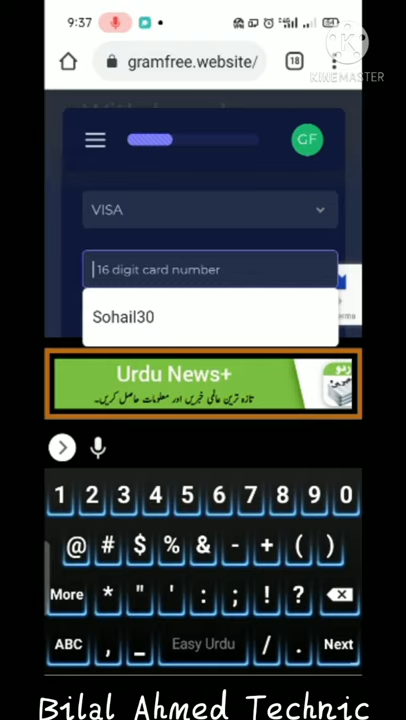 9:37
18
KINEMASTER
gramfree.website/
GF
VISA
16 digit card number
Sohail30
Urdu News+
تازہ ترین عالمی خبریں اور معلومات حاصل کریں۔
1 2 3 4 5 6 7 8 9 0
@ # $ % & - + ( )
More * " ' : ; ! ?
ABC , _ Easy Urdu / . Next
Bilal Ahmed Technic